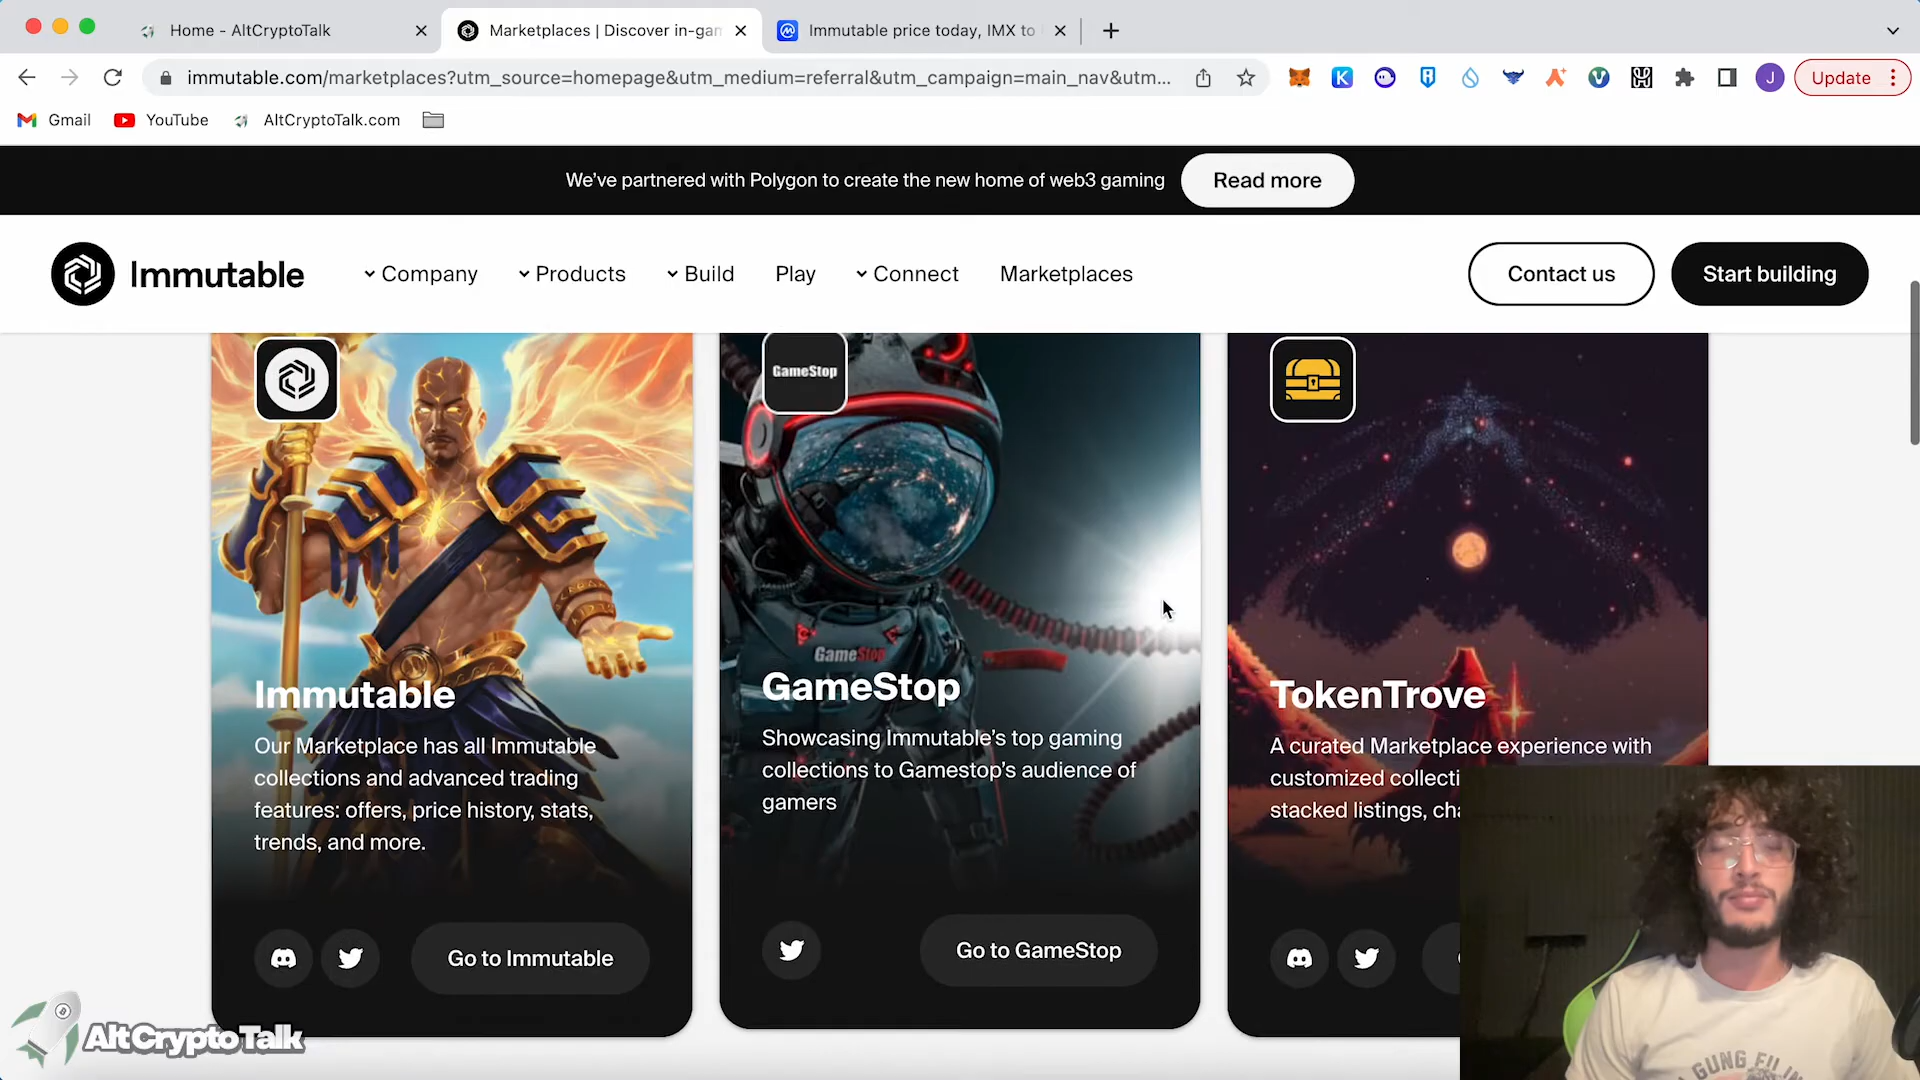 Home - AltCryptoTalk
Marketplaces | Discover in-gam
Immutable price today, IMX to
immutable.com/marketplaces?utm_source=homepage&utm_medium=referral&utm_campaign=main_nav&utm...
J
Update
Gmail
YouTube
AltCryptoTalk.com
We've partnered with Polygon to create the new home of web3 gaming
Read more
Immutable
Company
Products
Build
Play
Connect
Marketplaces
Contact us
Start building
GameStop
GameStop
Immutable
Our Marketplace has all Immutable
collections and advanced trading
features: offers, price history, stats,
trends, and more.
Go to Immutable
GameStop
Showcasing Immutable's top gaming
collections to Gamestop's audience of
gamers
Go to GameStop
TokenTrove
A curated Marketplace experience with
customized collecti
stacked listings, cha
AltCryptoTalk
GUNG FU IN